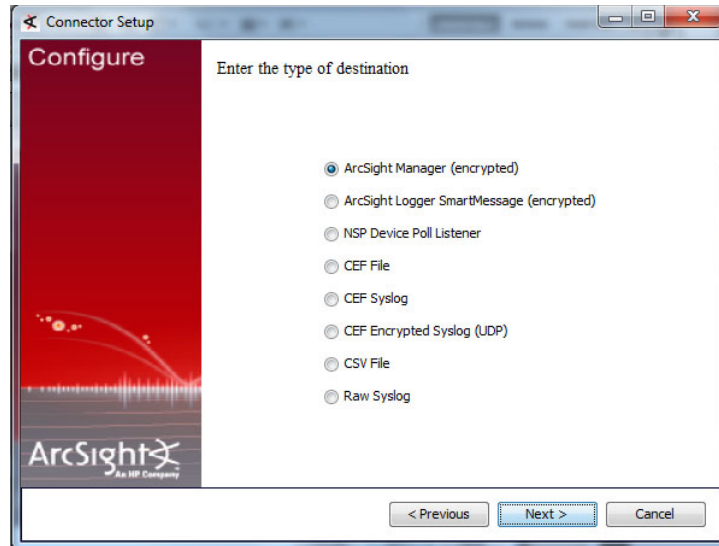 Connector Setup
Configure
Enter the type of destination
ArcSight Manager (encrypted)
ArcSight Logger SmartMessage (encrypted)
NSP Device Poll Listener
CEF File
CEF Syslog
CEF Encrypted Syslog (UDP)
CSV File
Raw Syslog
ArcSight
An HP Company
< Previous
Next >
Cancel